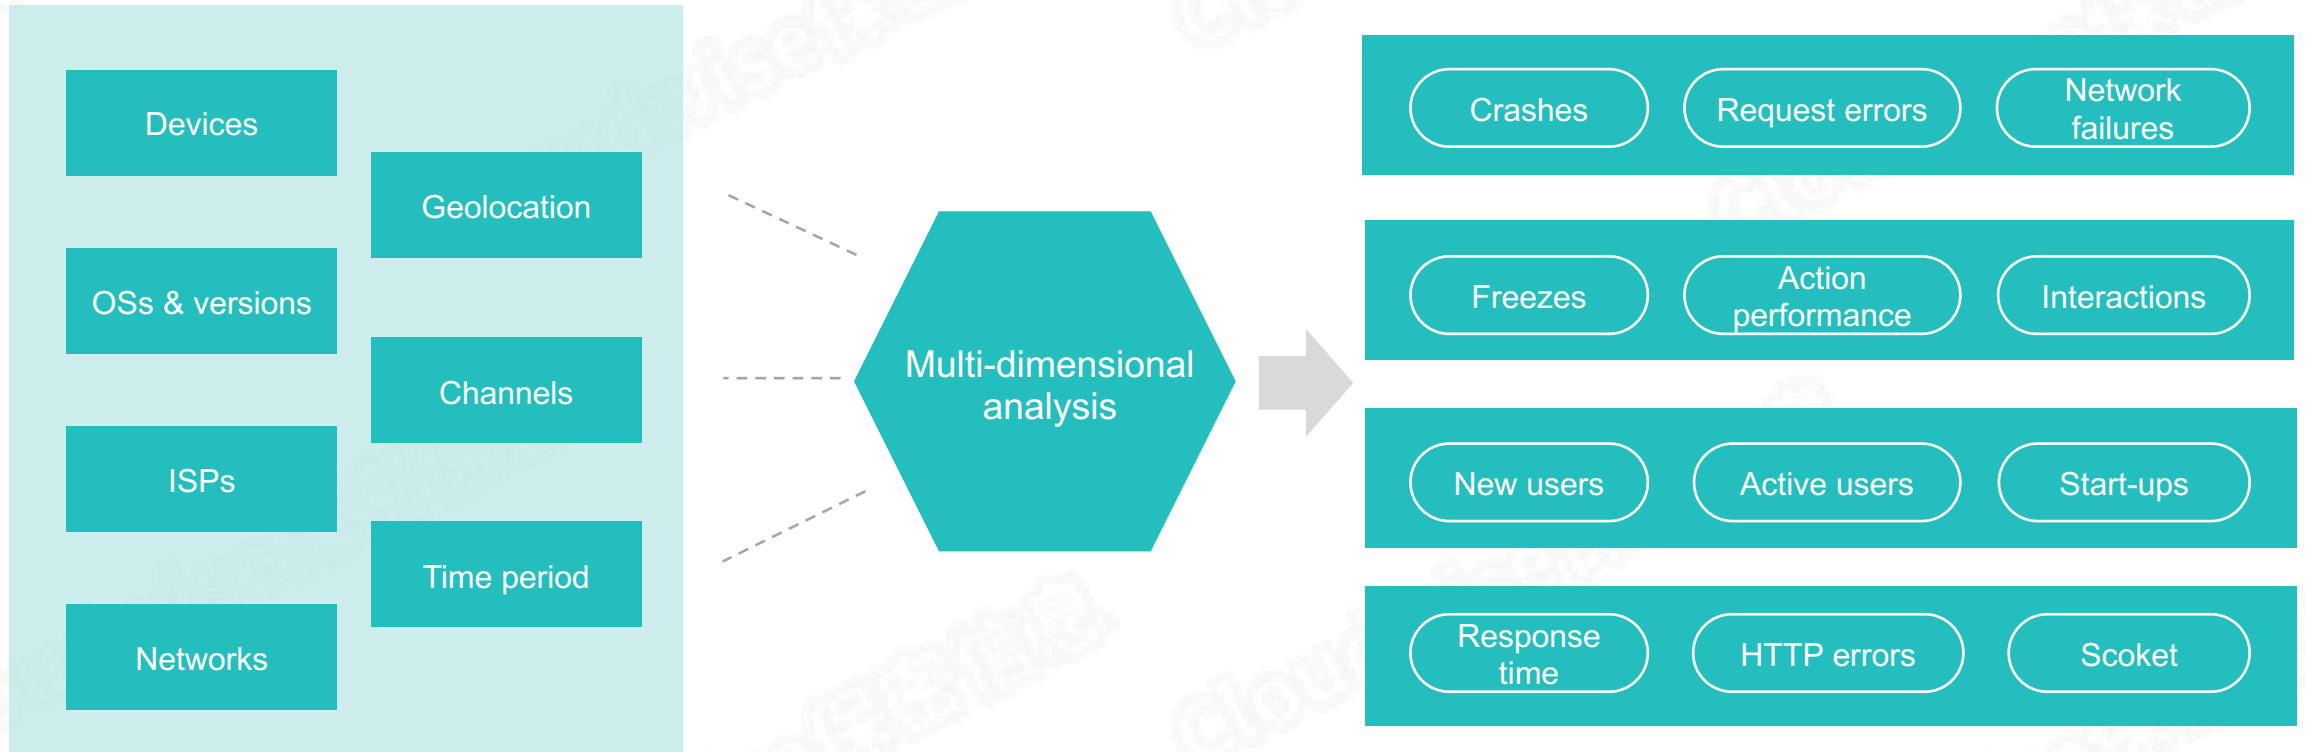 Devices
Geolocation
OSs & versions
Channels
ISPs
Time period
Networks
Multi-dimensional
analysis
Crashes
Request errors
Network
failures
Freezes
Action
performance
Interactions
New users
Active users
Start-ups
Response
time
HTTP errors
Scoket